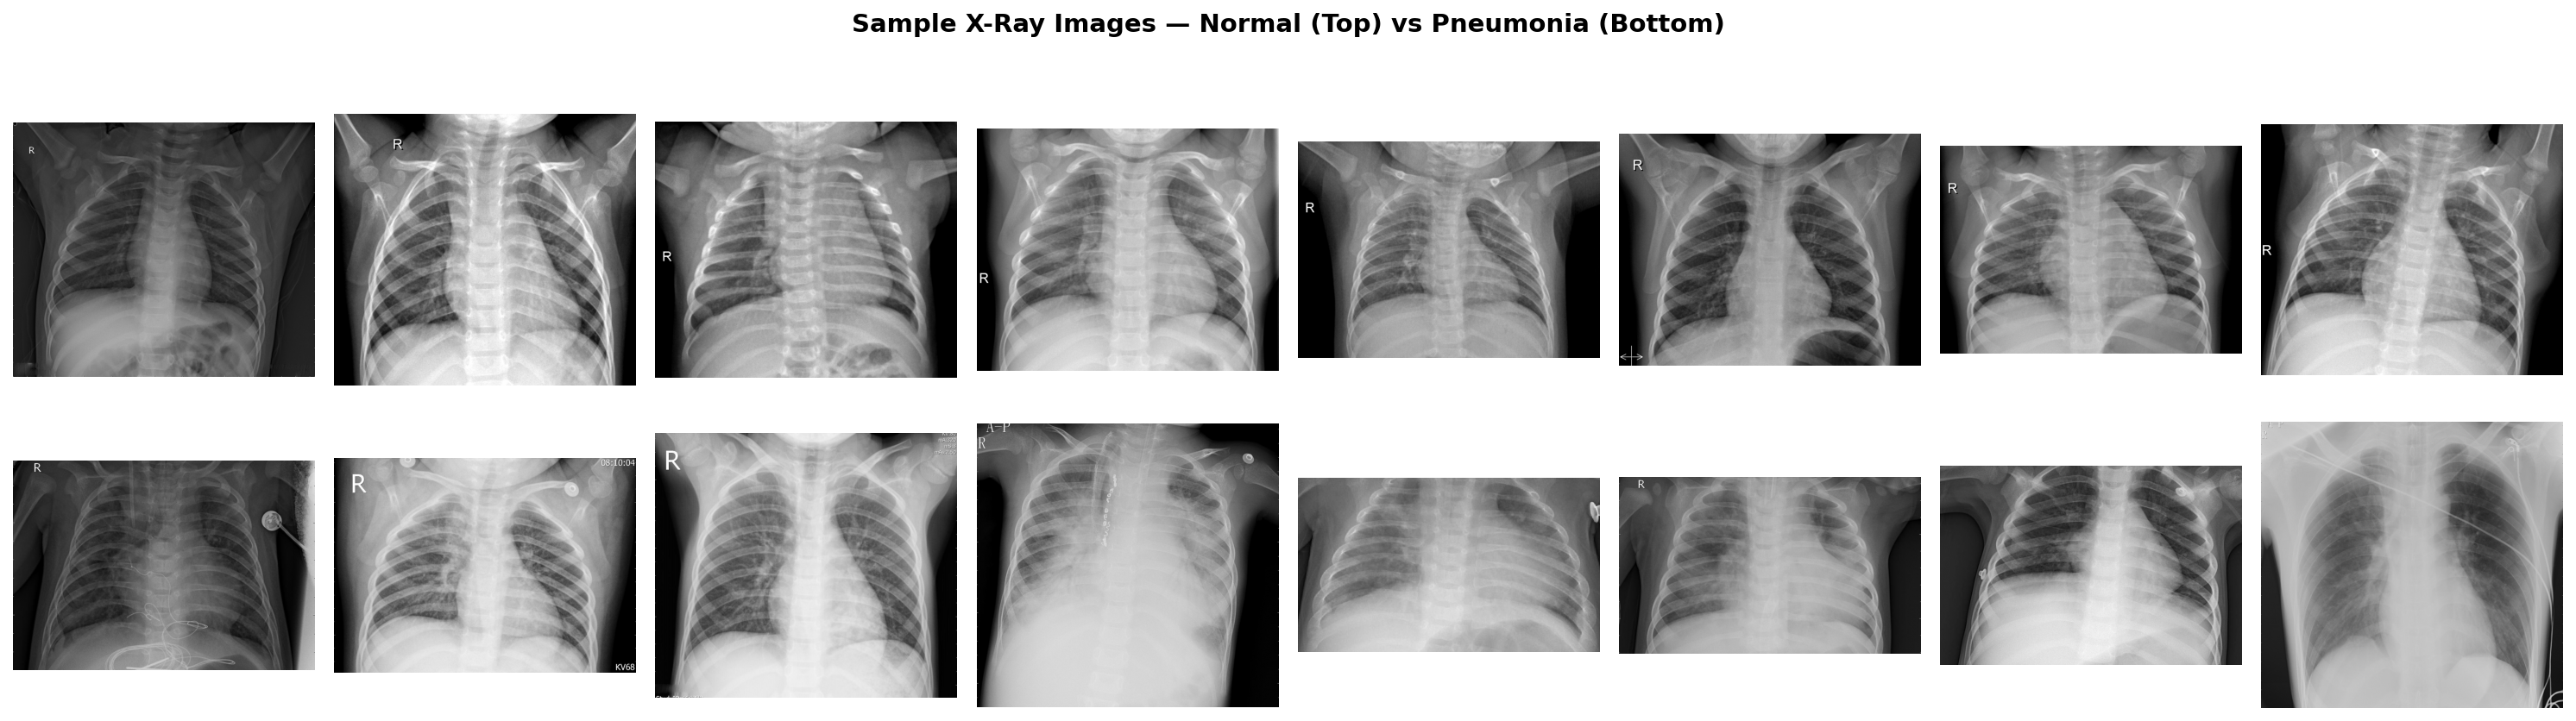 Sample X-Ray Images — Normal (Top) vs Pneumonia (Bottom)
R
R
R
R
R
R
R
R
R
R
08:10:04
KV68
R
A-P
R
R